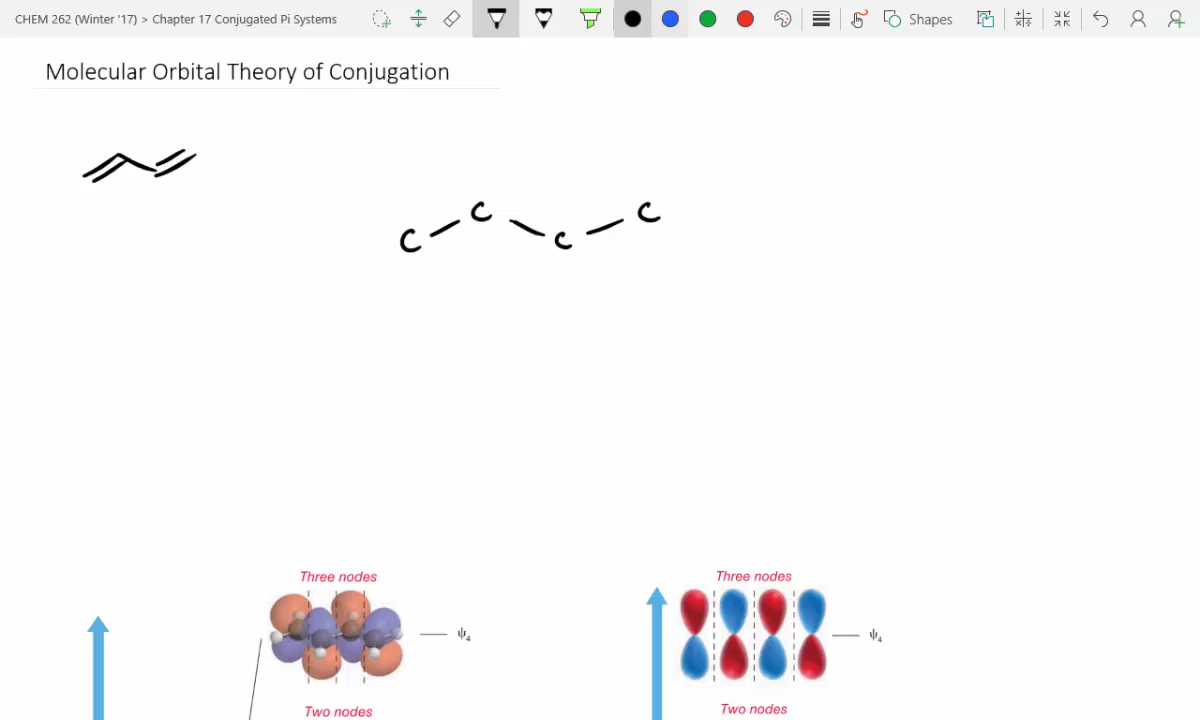 CHEM 262 (Winter '17) > Chapter 17 Conjugated Pi Systems
Shapes
Molecular Orbital Theory of Conjugation
C C C C
Three nodes
Three nodes
ψ4
ψ4
Two nodes
Two nodes